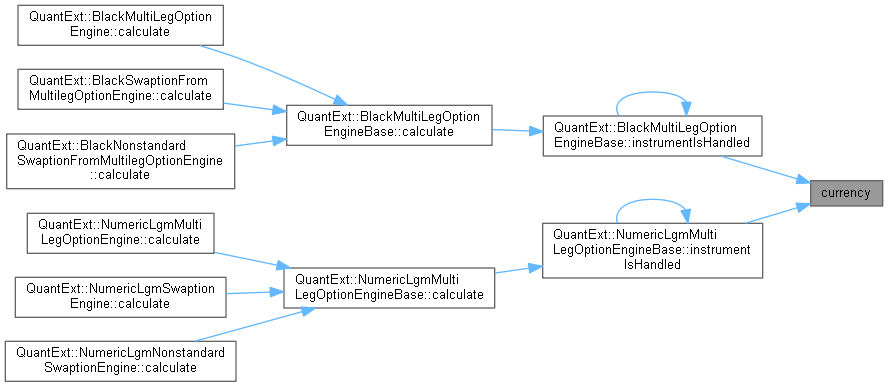 QuantExt::BlackMultiLegOption
Engine::calculate
QuantExt::BlackSwaptionFrom
MultilegOptionEngine::calculate
QuantExt::BlackNonstandard
SwaptionFromMultilegOptionEngine
::calculate
QuantExt::BlackMultiLegOption
EngineBase::calculate
QuantExt::BlackMultiLegOption
EngineBase::instrumentIsHandled
currency
QuantExt::NumericLgmMulti
LegOptionEngine::calculate
QuantExt::NumericLgmSwaption
Engine::calculate
QuantExt::NumericLgmNonstandard
SwaptionEngine::calculate
QuantExt::NumericLgmMulti
LegOptionEngineBase::calculate
QuantExt::NumericLgmMulti
LegOptionEngineBase::instrument
IsHandled